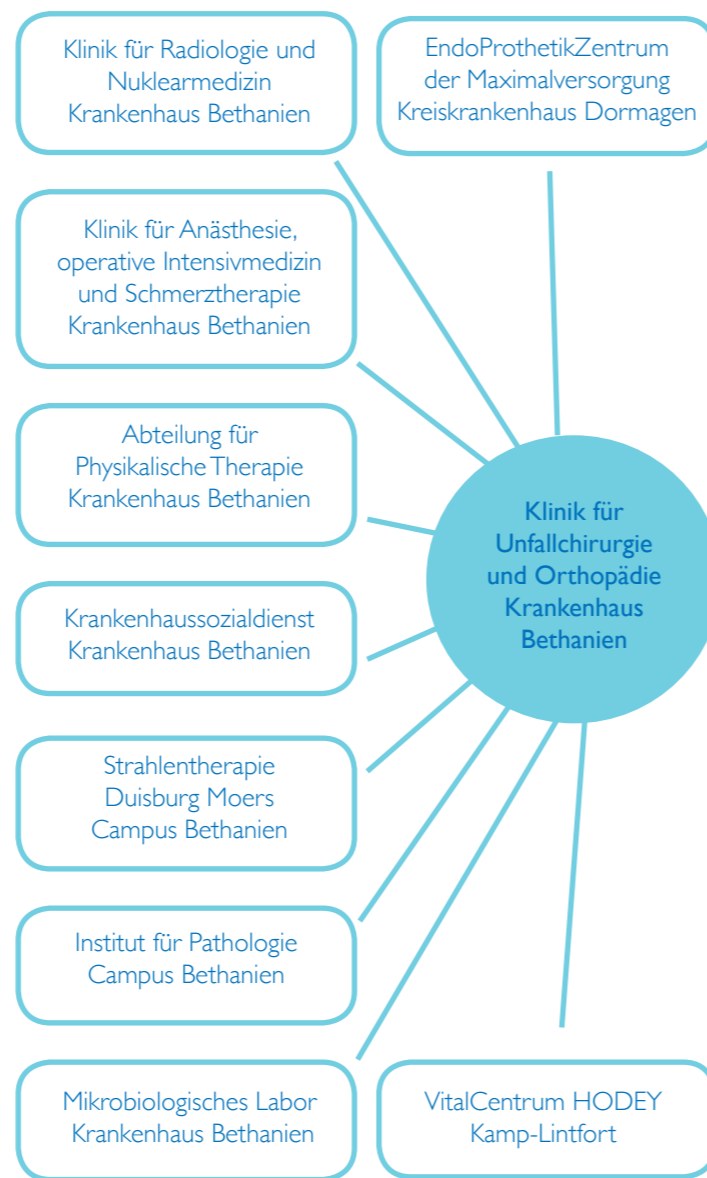 Klinik für Radiologie und
Nuklearmedizin
Krankenhaus Bethanien
EndoProthetikZentrum
der Maximalversorgung
Kreiskrankenhaus Dormagen
Klinik für Anästhesie,
operative Intensivmedizin
und Schmerztherapie
Krankenhaus Bethanien
Abteilung für
Physikalische Therapie
Krankenhaus Bethanien
Klinik für
Unfallchirurgie
und Orthopädie
Krankenhaus
Bethanien
Krankenhaussozialdienst
Krankenhaus Bethanien
Strahlentherapie
Duisburg Moers
Campus Bethanien
Institut für Pathologie
Campus Bethanien
Mikrobiologisches Labor
Krankenhaus Bethanien
VitalCentrum HODEY
Kamp-Lintfort